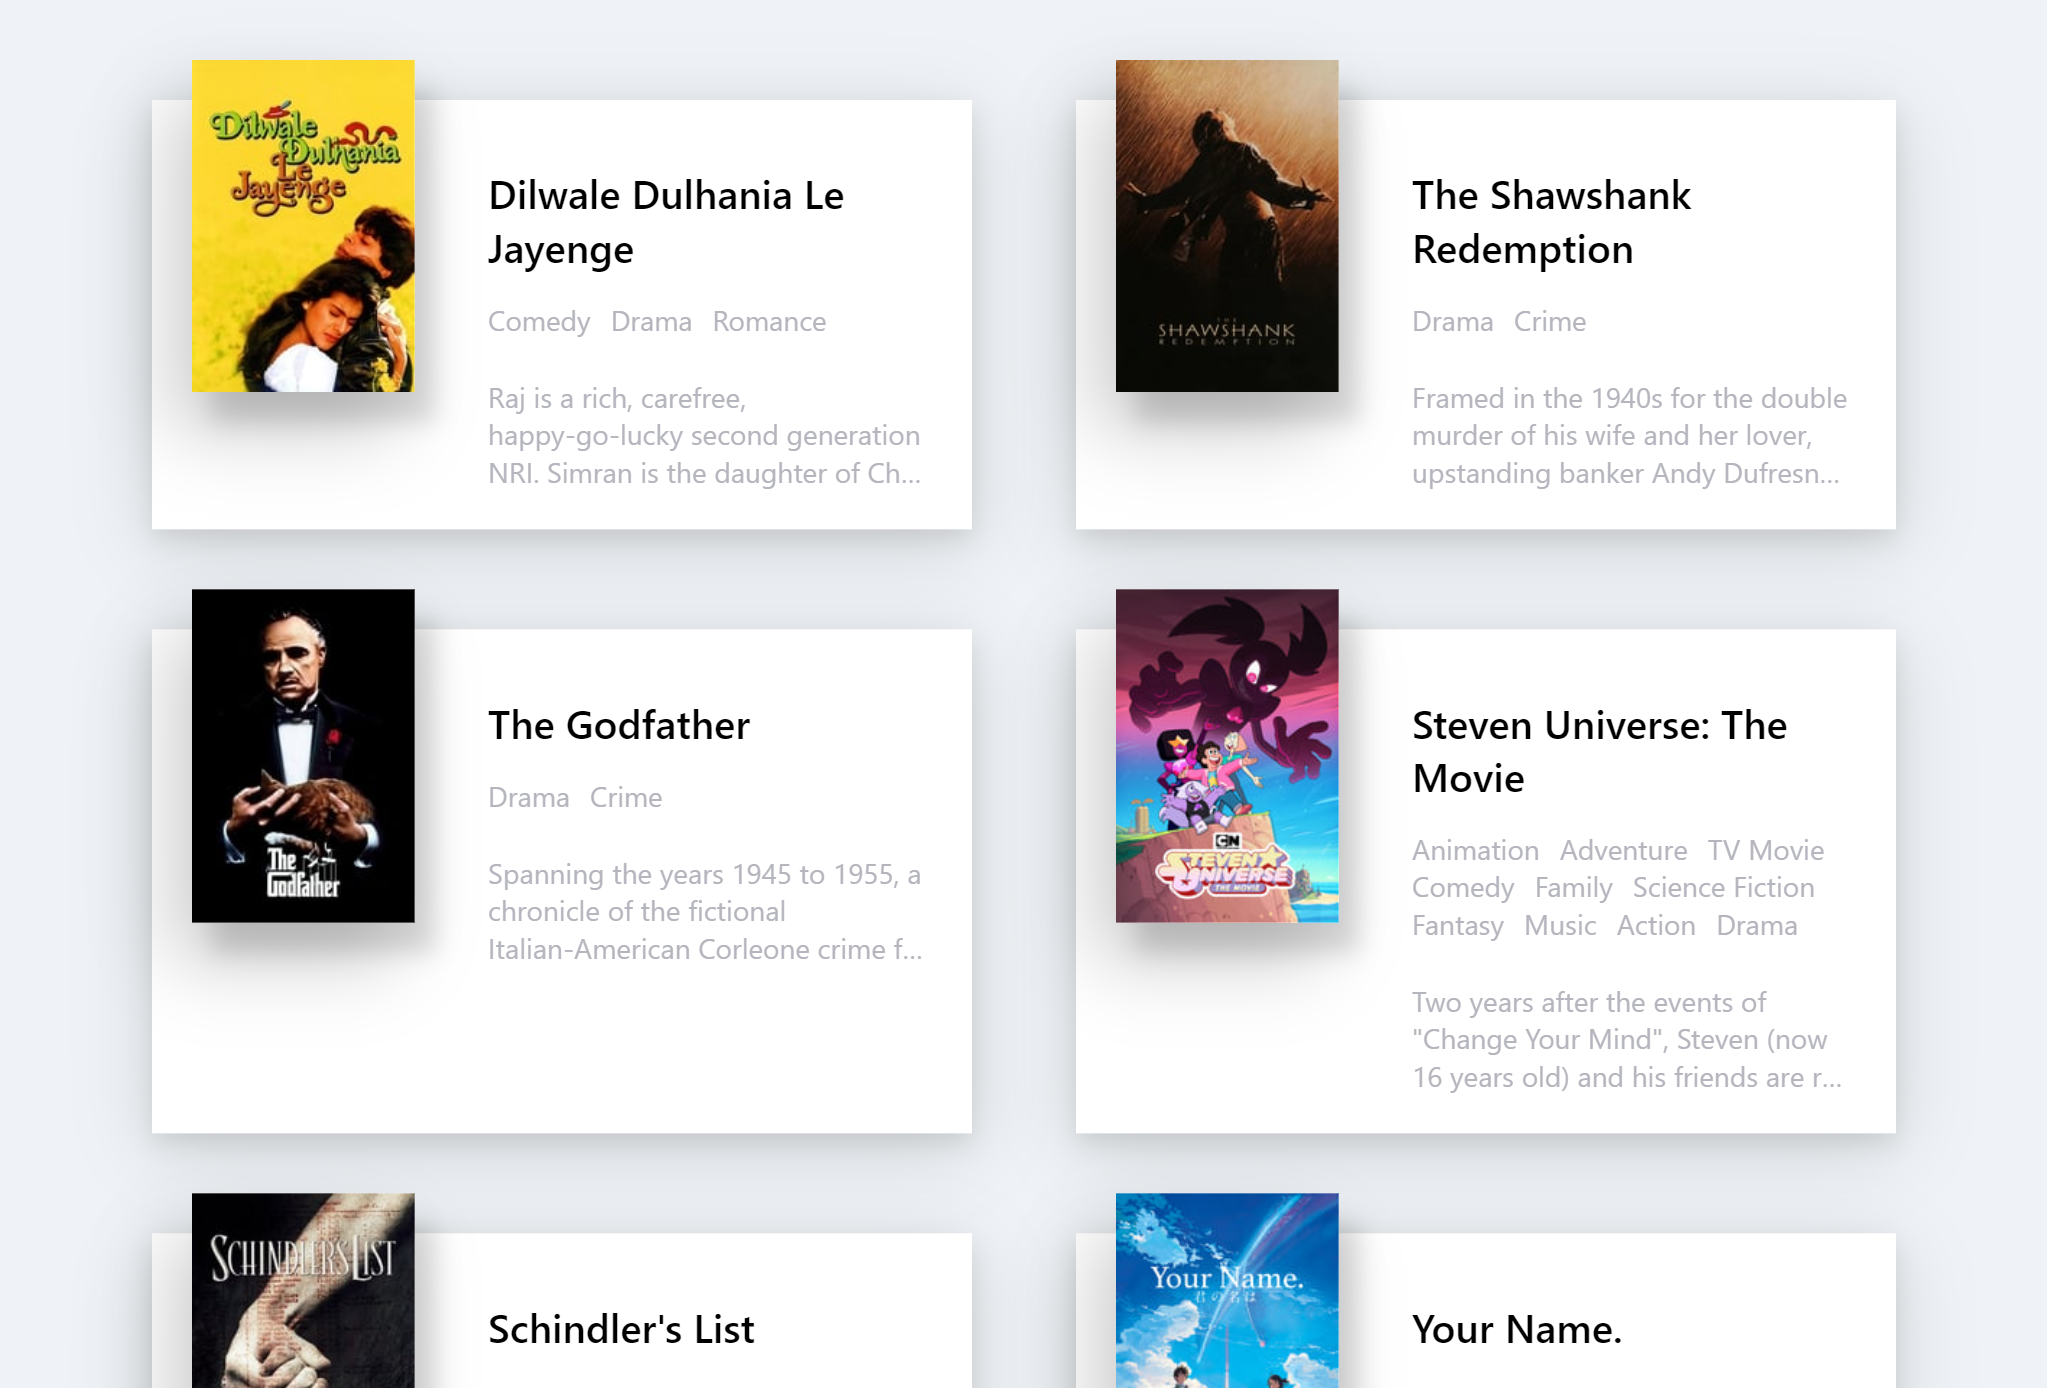 Dilwale
Dulhania
Le
Jayenge
Dilwale Dulhania Le
Jayenge
Comedy Drama Romance
Raj is a rich, carefree,
happy-go-lucky second generation
NRI. Simran is the daughter of Ch...
THE
SHAWSHANK
REDEMPTION
The Shawshank
Redemption
Drama Crime
Framed in the 1940s for the double
murder of his wife and her lover,
upstanding banker Andy Dufresn...
The
Godfather
The Godfather
Drama Crime
Spanning the years 1945 to 1955, a
chronicle of the fictional
Italian-American Corleone crime f...
CN
STEVEN
UNIVERSE
THE MOVIE
Steven Universe: The
Movie
Animation Adventure TV Movie
Comedy Family Science Fiction
Fantasy Music Action Drama
Two years after the events of
"Change Your Mind", Steven (now
16 years old) and his friends are r...
SCHINDLER'S LIST
Schindler's List
Your Name.
君の名は
Your Name.